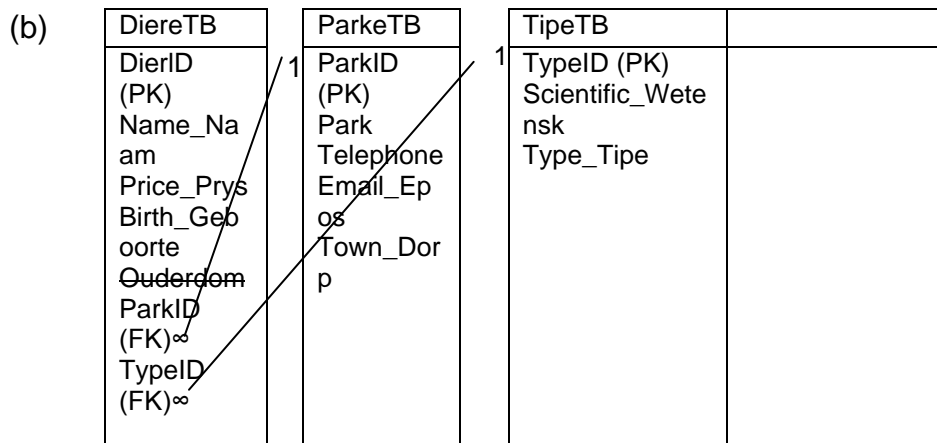 (b)
DiereTB
DierID
(PK)
Name_Na
am
Price_Prys
Birth_Geb
oorte
Ouderdom
ParkID
(FK)∞
TypeID
(FK)∞
1
ParkeTB
ParkID
(PK)
Park
Telephone
Email_Ep
os
Town_Dor
p
1
TipeTB
TypeID (PK)
Scientific_Wete
nsk
Type_Tipe